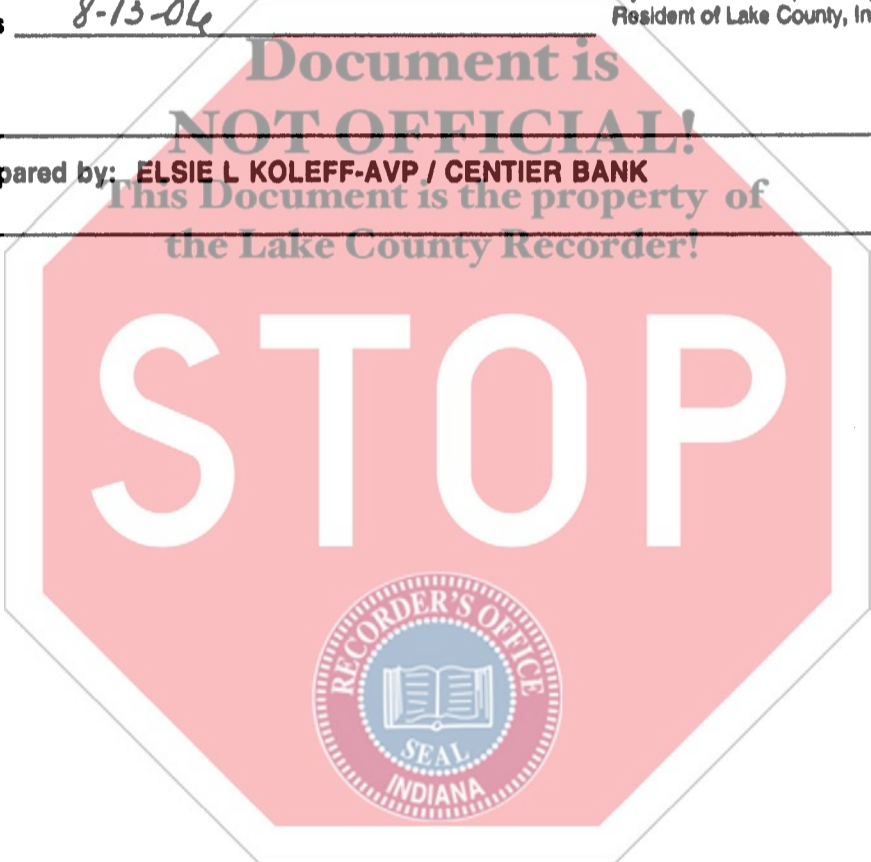 s 8-13-06
Resident of Lake County, In
Document is
NOT OFFICIAL!
pared by: ELSIE L KOLEFF-AVP / CENTIER BANK
This Document is the property of
the Lake County Recorder!
STOP
RECORDER'S OFFICE
SEAL
INDIANA